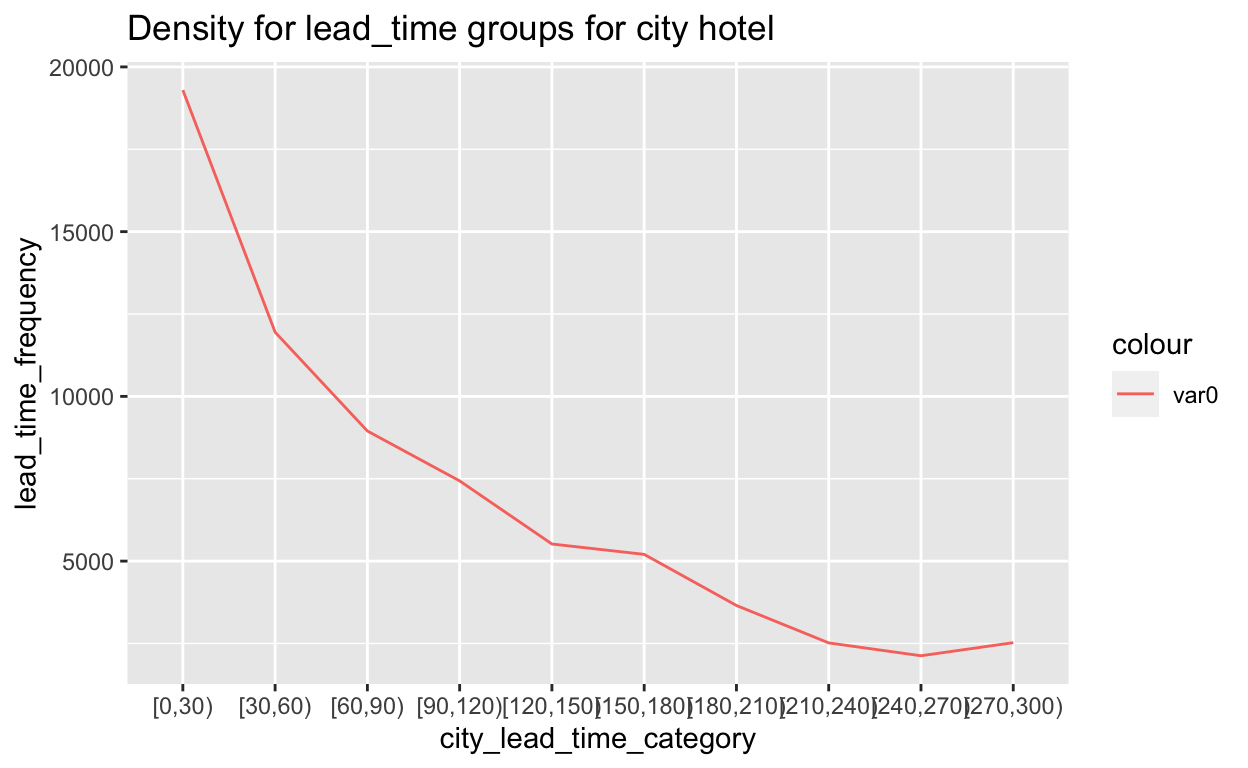 Density for lead_time groups for city hotel
20000
15000
10000
5000
lead_time_frequency
[0,30) [30,60) [60,90) [90,120) [120,150) [150,180) [180,210) [210,240) [240,270) [270,300)
city_lead_time_category
colour
var0